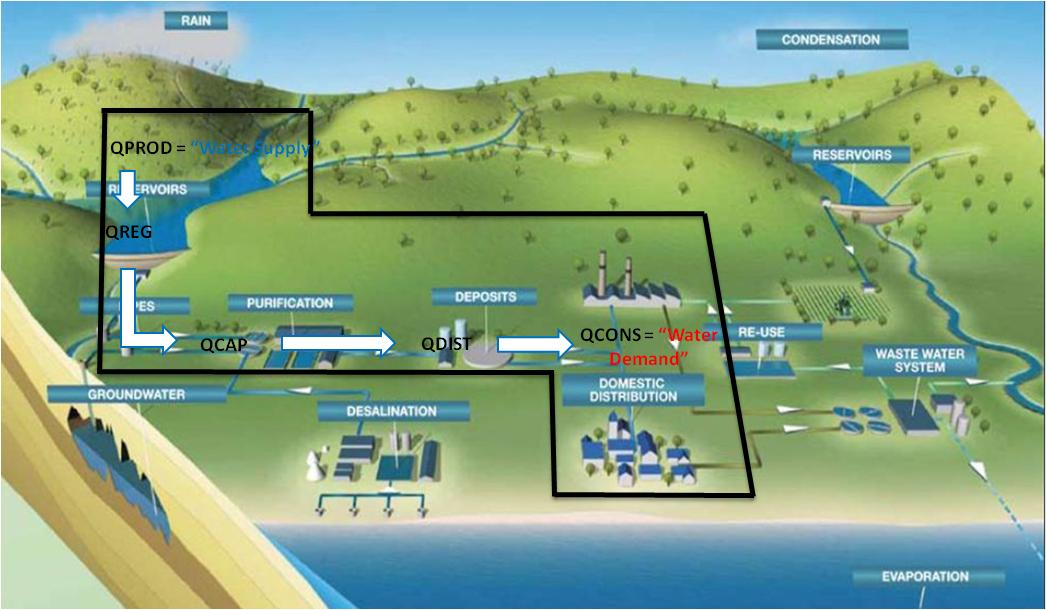 RAIN
CONDENSATION
QPROD = “Water Supply”
RESERVOIRS
RESERVOIRS
QREG
PURIFICATION
DEPOSITS
QCAP
QDIST
QCONS = “Water
Demand”
RE-USE
WASTE WATER
SYSTEM
GROUNDWATER
DOMESTIC
DISTRIBUTION
DESALINATION
EVAPORATION